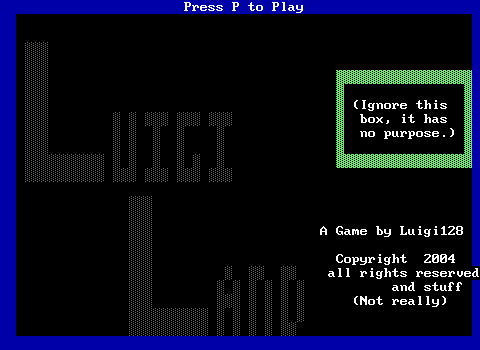 Press P to Play
LUIGI
(Ignore this
box, it has
no purpose.)
LAND
A Game by Luigi128
Copyright  2004
all rights reserved
and stuff
(Not really)